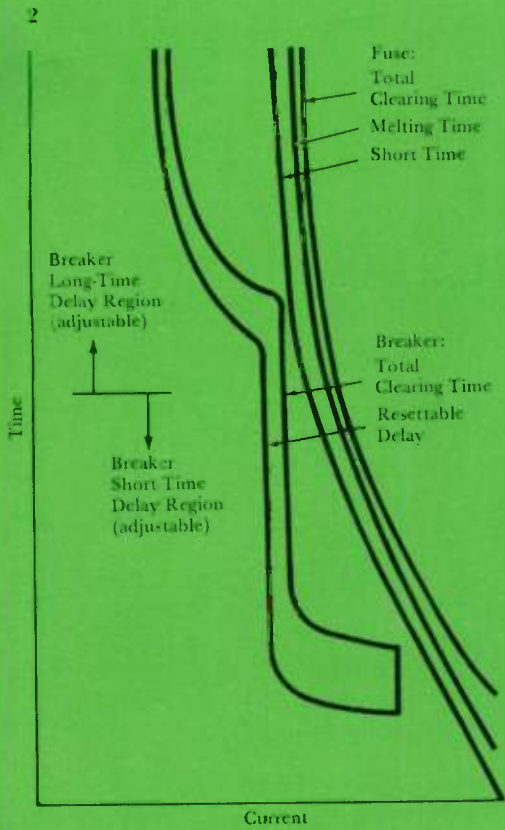 2
Fuse:
Total
Clearing Time
Melting Time
Short Time
Breaker
Long-Time
Delay Region
(adjustable)
Breaker:
Total
Clearing Time
Resettable
Delay
Time
Breaker
Short Time
Delay Region
(adjustable)
Current